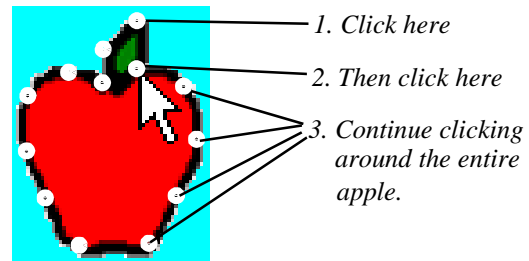 1. Click here
2. Then click here
3. Continue clicking
around the entire
apple.